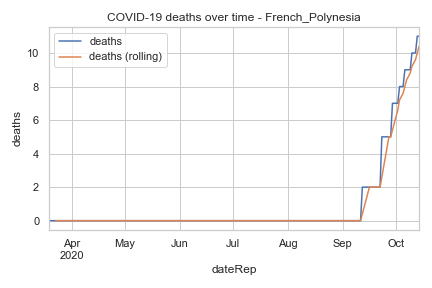 COVID-19 deaths over time - French_Polynesia
deaths
deaths (rolling)
10
8
6
4
2
0
deaths
Apr May Jun Jul Aug Sep Oct
2020
dateRep